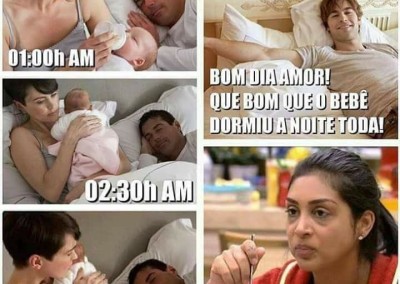 01:00h AM
02:30h AM
BOM DIA AMOR!
QUE BOM QUE O BEBÊ
DORMIU A NOITE TODA!